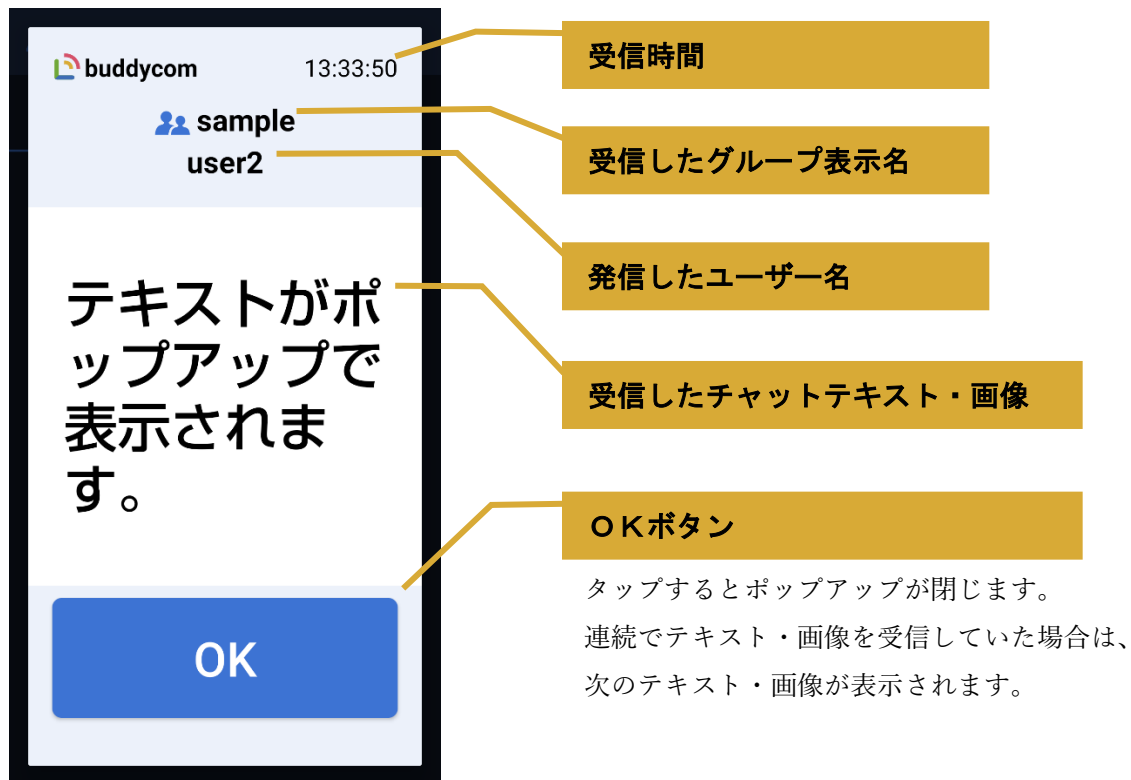 buddycom
13:33:50
sample
user2
テキストがポ
ップアップで
表示されま
す。
OK
受信時間
受信したグループ表示名
発信したユーザー名
受信したチャットテキスト・画像
ＯＫボタン
タップするとポップアップが閉じます。
連続でテキスト・画像を受信していた場合は、
次のテキスト・画像が表示されます。